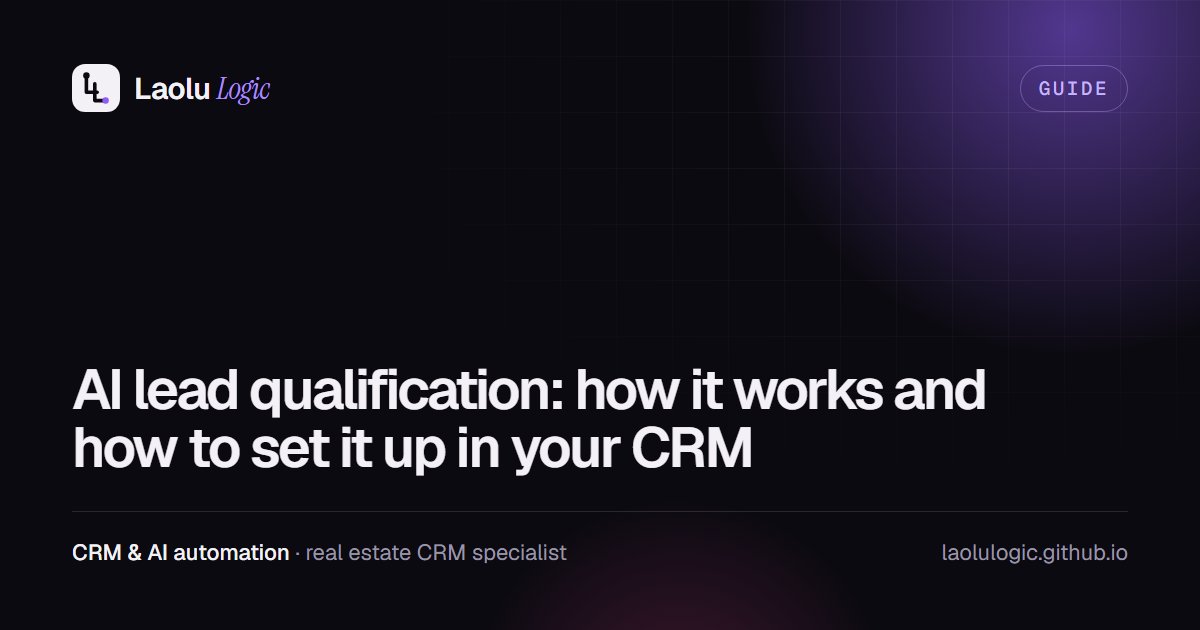 Laolu Logic
GUIDE
AI lead qualification: how it works and
how to set it up in your CRM
CRM & AI automation · real estate CRM specialist
laolulogic.github.io